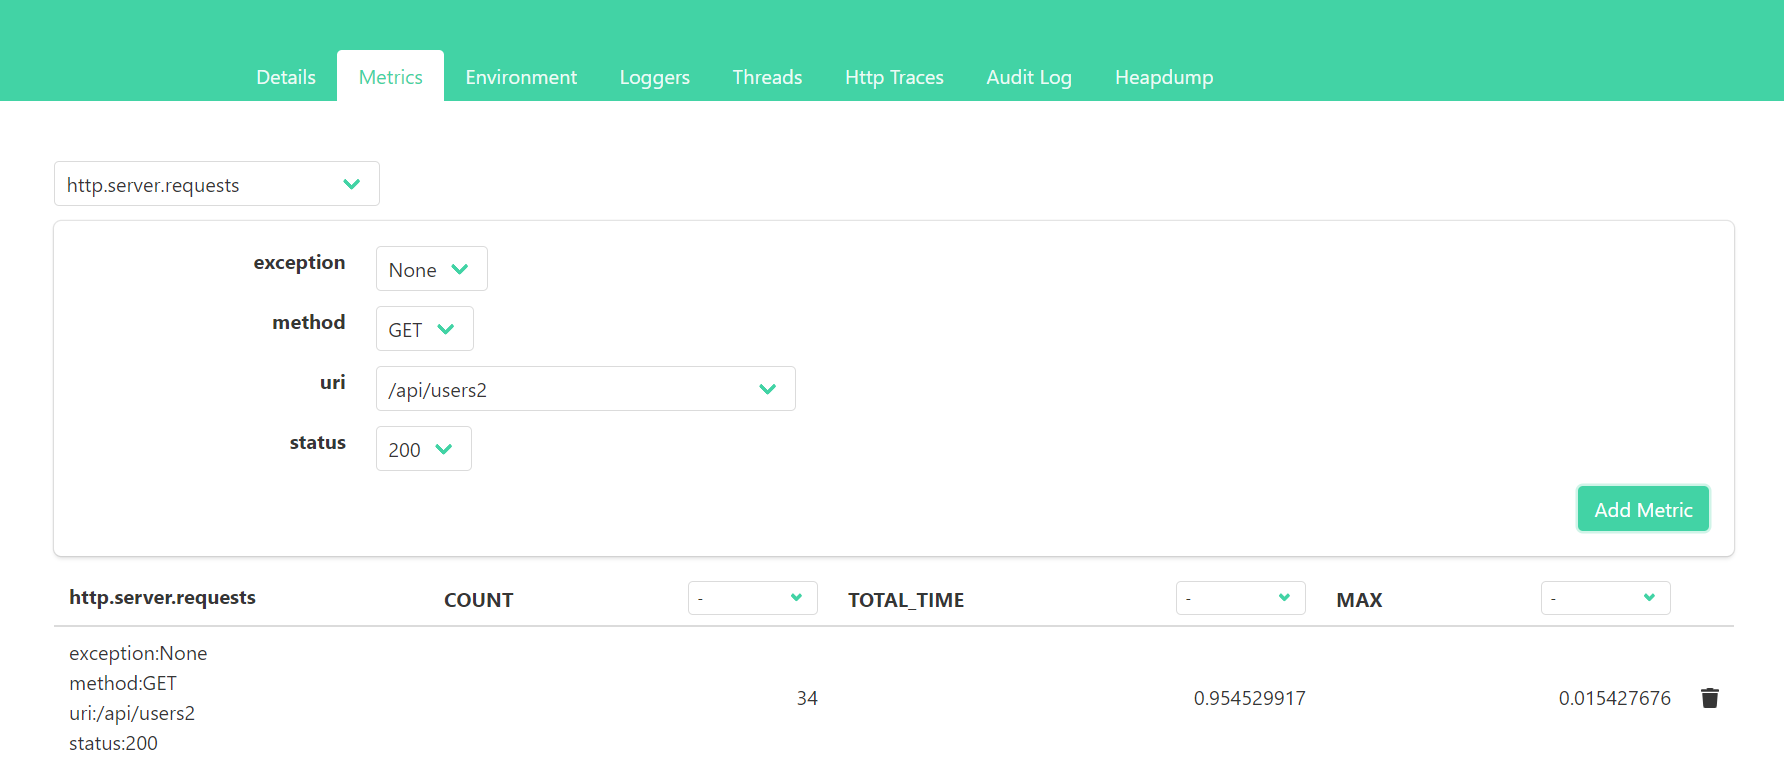 Details Metrics Environment Loggers Threads Http Traces Audit Log Heapdump
http.server.requests
exception None
method GET
uri /api/users2
status 200
Add Metric
http.server.requests COUNT - TOTAL_TIME - MAX -
exception:None
method:GET
uri:/api/users2
status:200
34 0.954529917 0.015427676